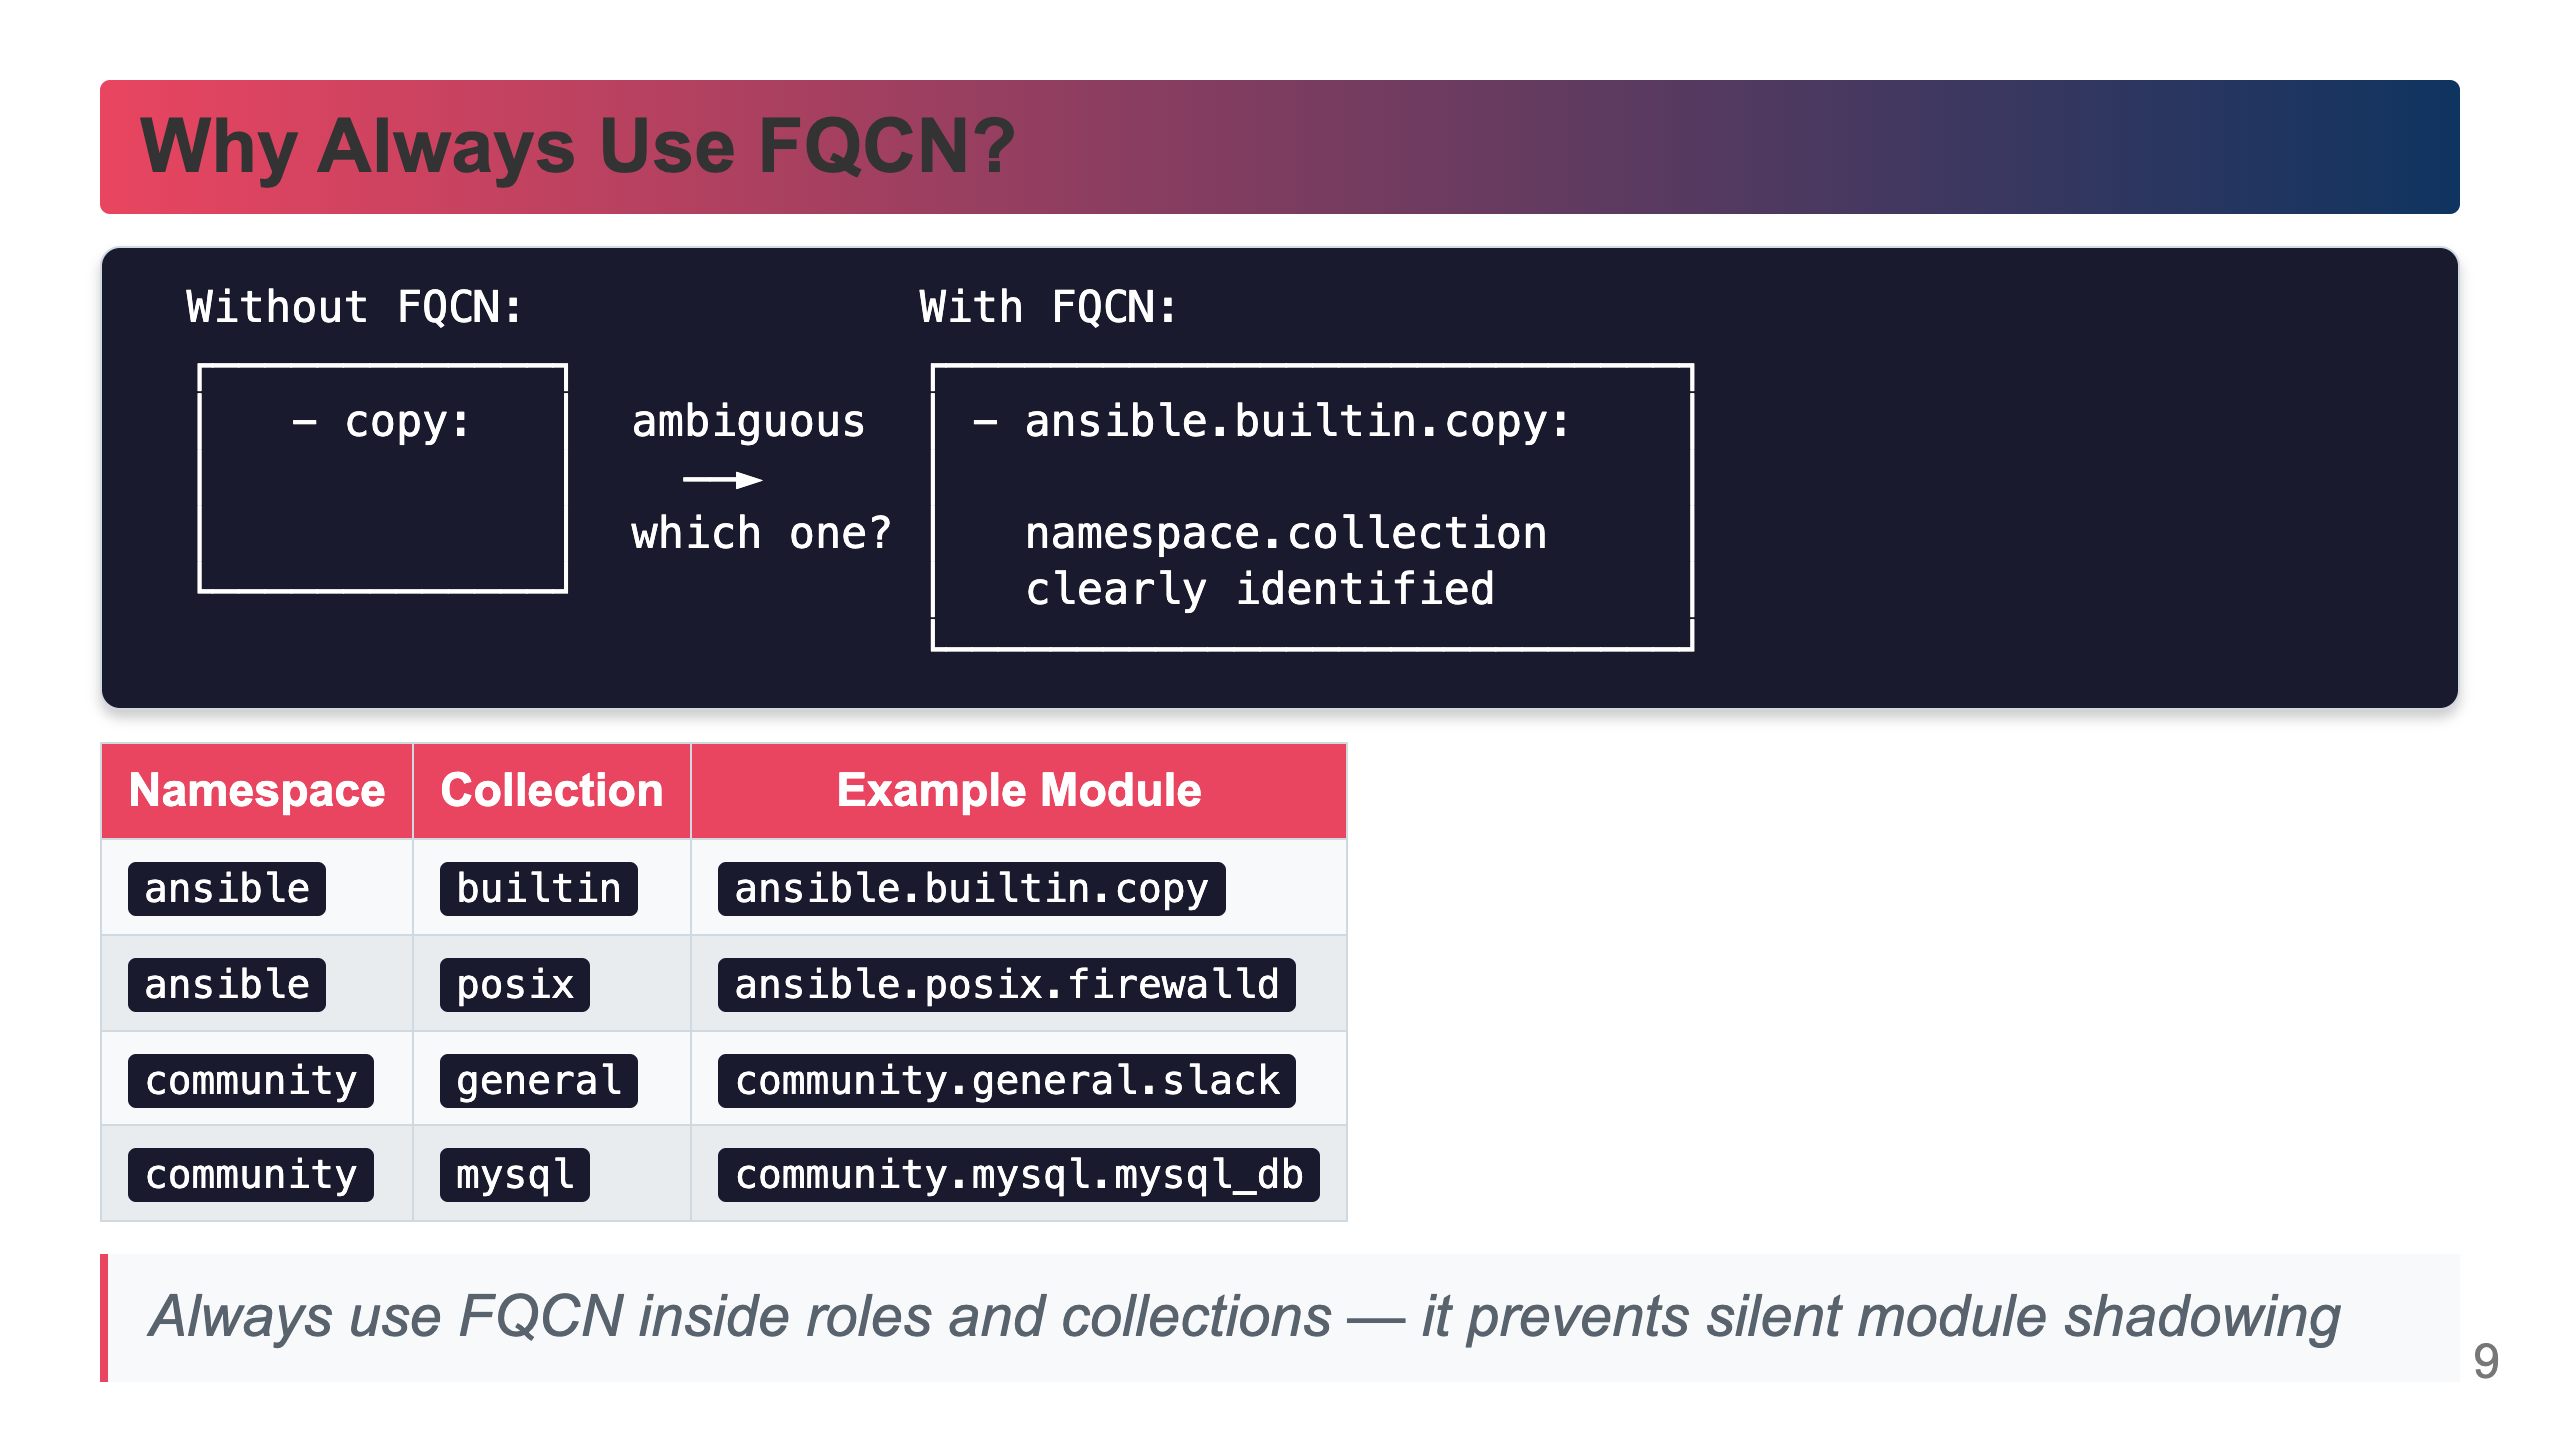 Why Always Use FQCN?
Without FQCN: With FQCN:
- copy: ambiguous - ansible.builtin.copy:
which one? namespace.collection
clearly identified
Namespace Collection Example Module
ansible builtin ansible.builtin.copy
ansible posix ansible.posix.firewalld
community general community.general.slack
community mysql community.mysql.mysql_db
Always use FQCN inside roles and collections — it prevents silent module shadowing
9